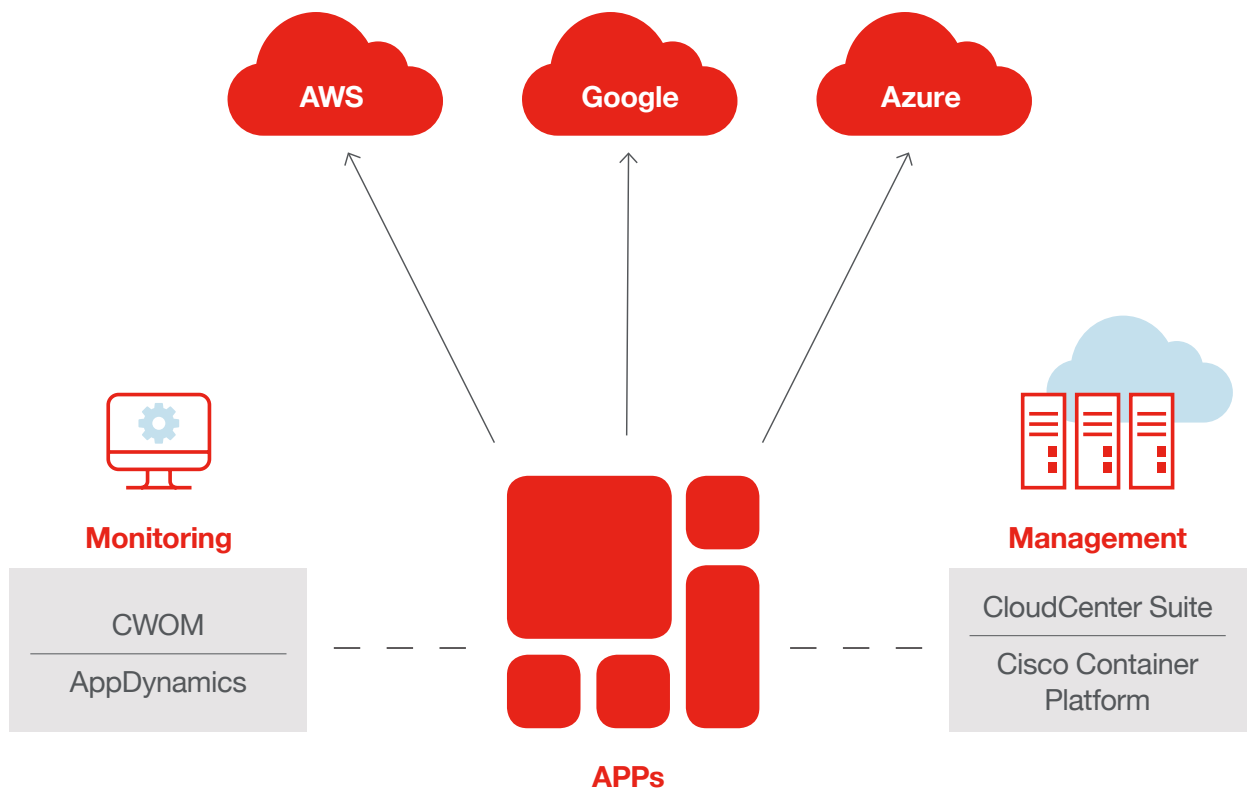 AWS
Google
Azure
Monitoring
CWOM
AppDynamics
Management
CloudCenter Suite
Cisco Container
Platform
APPs